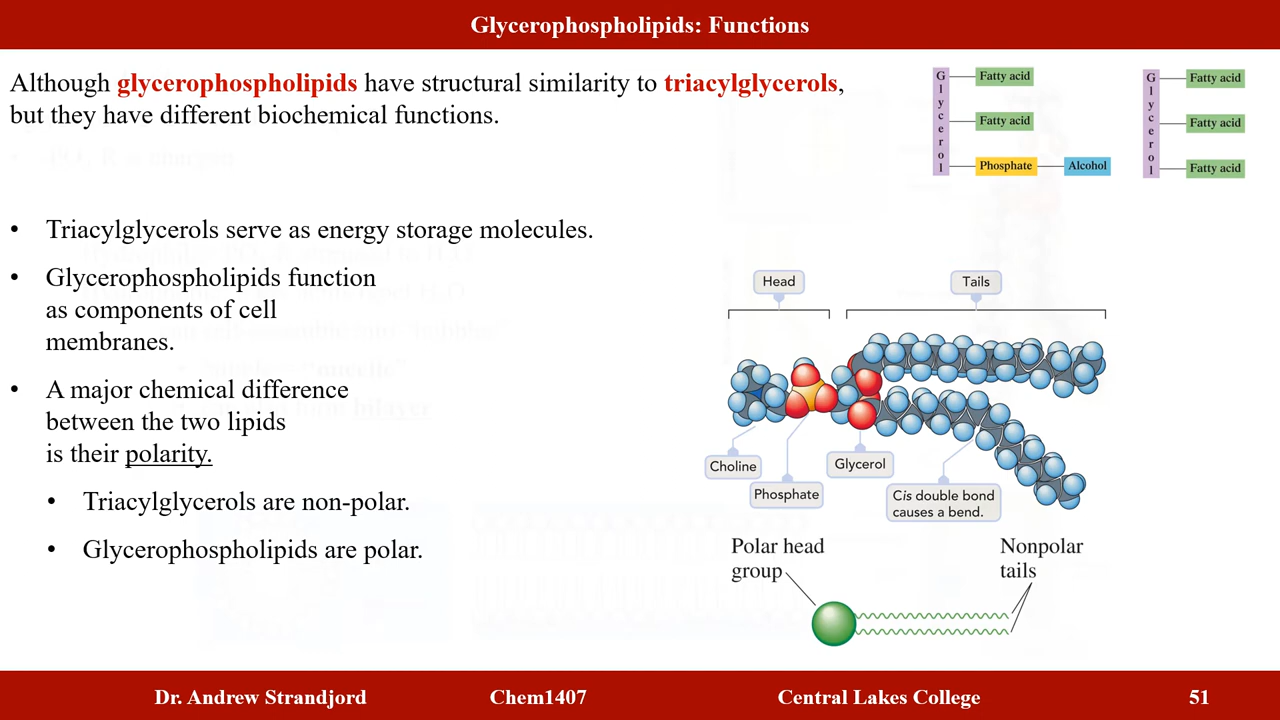 Glycerophospholipids: Functions
Although glycerophospholipids have structural similarity to triacylglycerols,
but they have different biochemical functions.
• Triacylglycerols serve as energy storage molecules.
• Glycerophospholipids function
as components of cell
membranes.
• A major chemical difference
between the two lipids
is their polarity.
• Triacylglycerols are non-polar.
• Glycerophospholipids are polar.
Glycerol
Fatty acid
Fatty acid
Phosphate
Alcohol
Glycerol
Fatty acid
Fatty acid
Fatty acid
Head
Tails
Choline
Phosphate
Glycerol
Cis double bond
causes a bend.
Polar head
group
Nonpolar
tails
Dr. Andrew Strandjord Chem1407 Central Lakes College 51